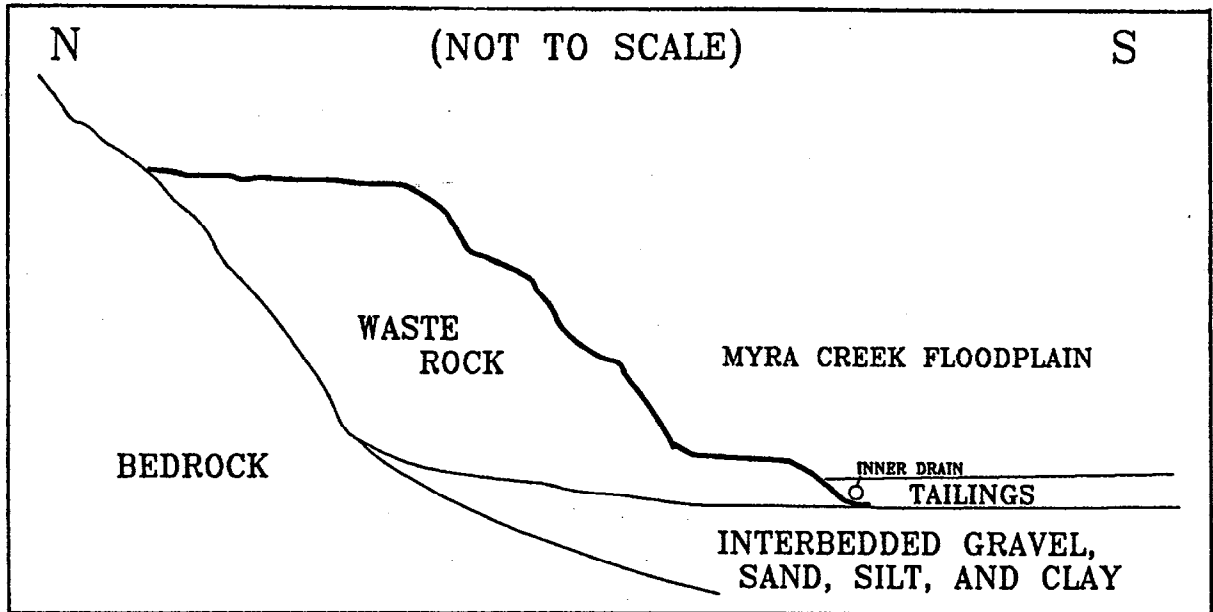 N (NOT TO SCALE) S
WASTE
ROCK
MYRA CREEK FLOODPLAIN
BEDROCK
INNER DRAIN
TAILINGS
INTERBEDDED GRAVEL,
SAND, SILT, AND CLAY